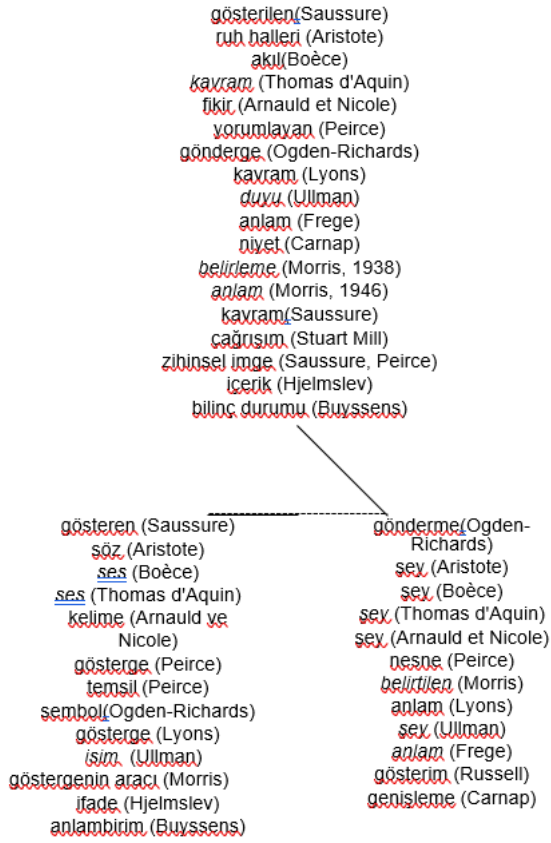 gösterilen(Saussure)
ruh halleri (Aristote)
akıl(Boèce)
kavram (Thomas d'Aquin)
fikir (Arnauld et Nicole)
yorumlayan (Peirce)
gönderge (Ogden-Richards)
kavram (Lyons)
duyu (Ullman)
anlam (Frege)
niyet (Carnap)
belirleme (Morris, 1938)
anlam (Morris, 1946)
kavram(Saussure)
çağrışım (Stuart Mill)
zihinsel imge (Saussure, Peirce)
içerik (Hjelmslev)
bilinç durumu (Buyssens)
gösteren (Saussure)
söz (Aristote)
ses (Boèce)
ses (Thomas d'Aquin)
kelime (Arnauld ve
Nicole)
gösterge (Peirce)
temsil (Peirce)
sembol(Ogden-Richards)
gösterge (Lyons)
isim (Ullman)
göstergenin aracı (Morris)
ifade (Hjelmslev)
anlambirim (Buyssens)
gönderme(Ogden-
Richards)
şey (Aristote)
şey (Boèce)
şey (Thomas d'Aquin)
şey (Arnauld et Nicole)
nesne (Peirce)
belirtilen (Morris)
anlam (Lyons)
şey (Ullman)
anlam (Frege)
gösterim (Russell)
genişleme (Carnap)